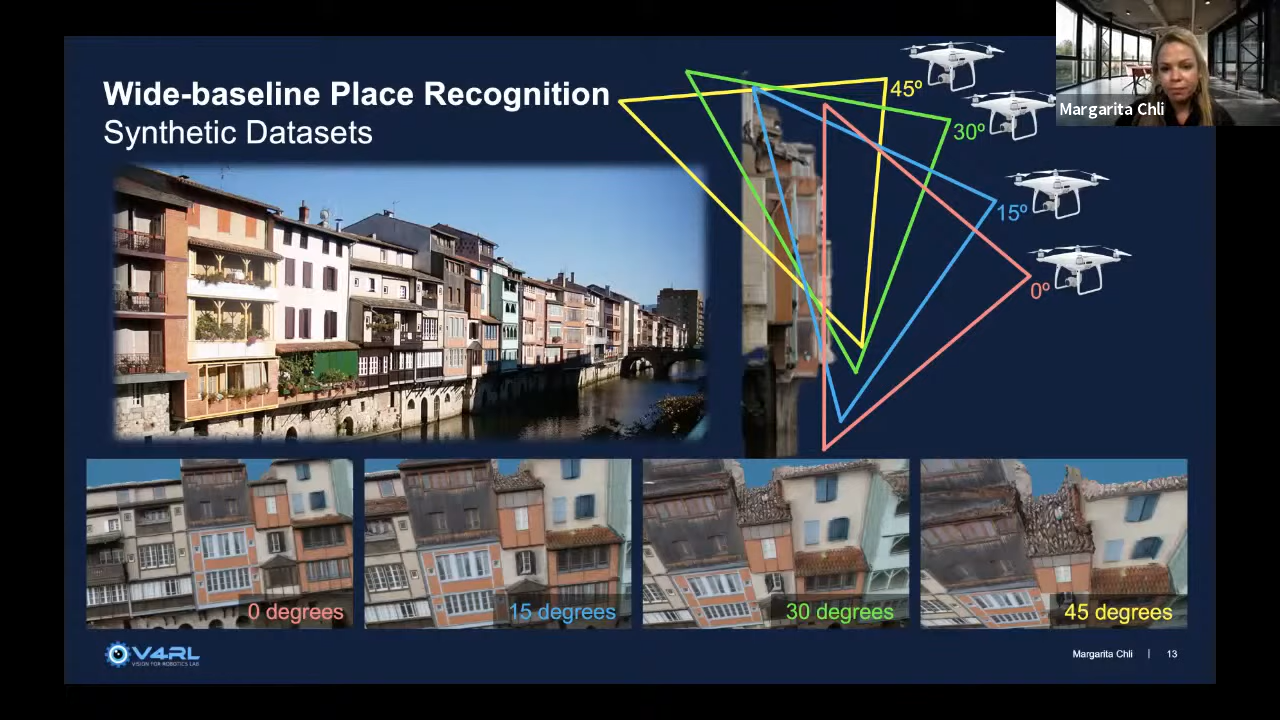 Wide-baseline Place Recognition
Synthetic Datasets
45º
30º
15º
0º
Margarita Chli
0 degrees
15 degrees
30 degrees
45 degrees
V4RL
VISION FOR ROBOTICS LAB
Margarita Chli | 13